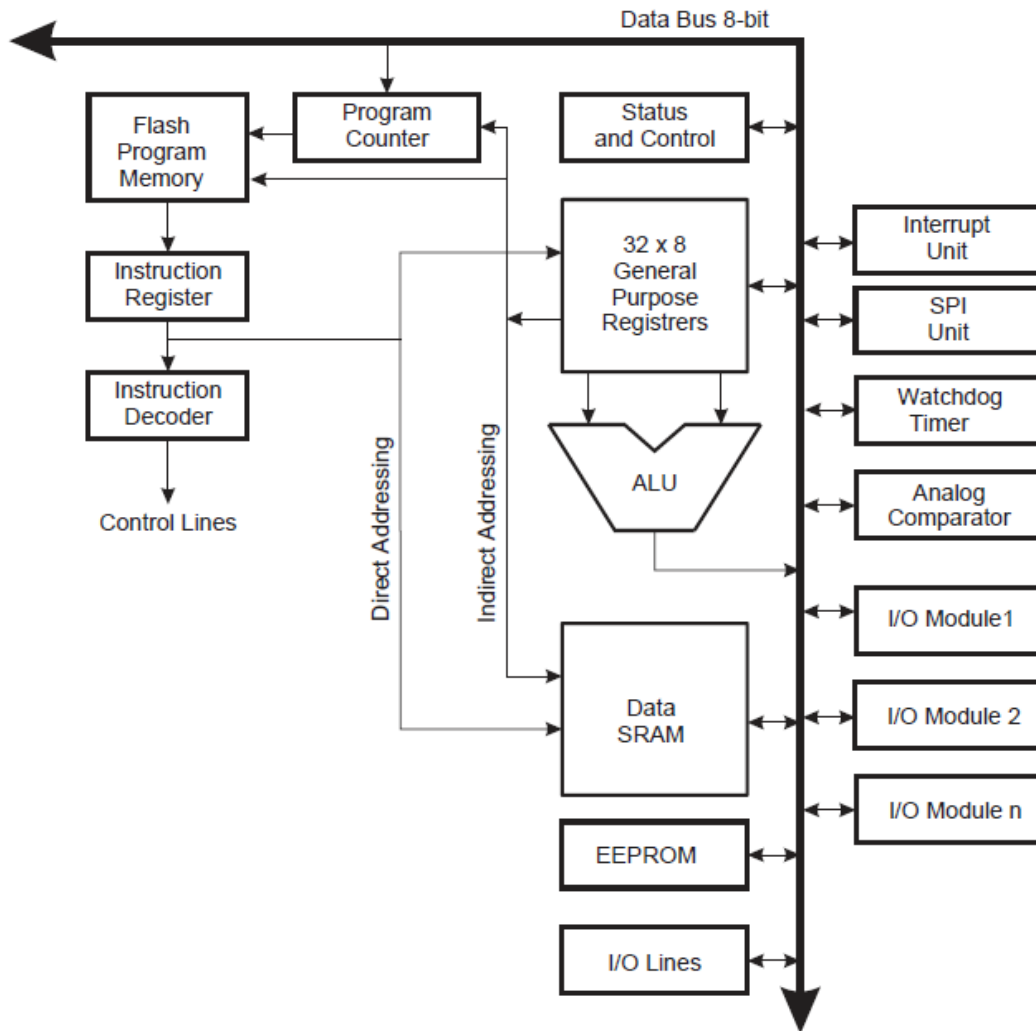 Data Bus 8-bit
Flash
Program
Memory
Program
Counter
Status
and Control
32 x 8
General
Purpose
Registrers
Interrupt
Unit
Instruction
Register
SPI
Unit
Instruction
Decoder
Watchdog
Timer
ALU
Analog
Comparator
Control Lines
Direct Addressing
Indirect Addressing
I/O Module1
Data
SRAM
I/O Module 2
I/O Module n
EEPROM
I/O Lines